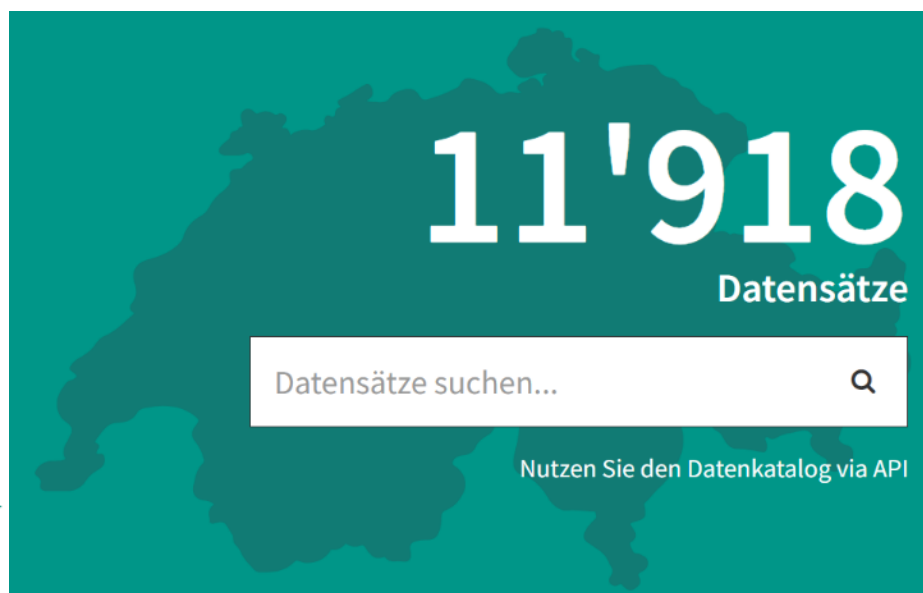 11'918
Datensätze
Datensätze suchen...
Nutzen Sie den Datenkatalog via API